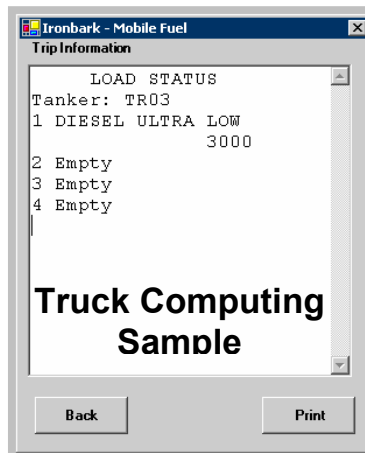 Ironbark - Mobile Fuel
Trip Information
LOAD STATUS
Tanker: TR03
1 DIESEL ULTRA LOW
3000
2 Empty
3 Empty
4 Empty
Truck Computing
Sample
Back Print